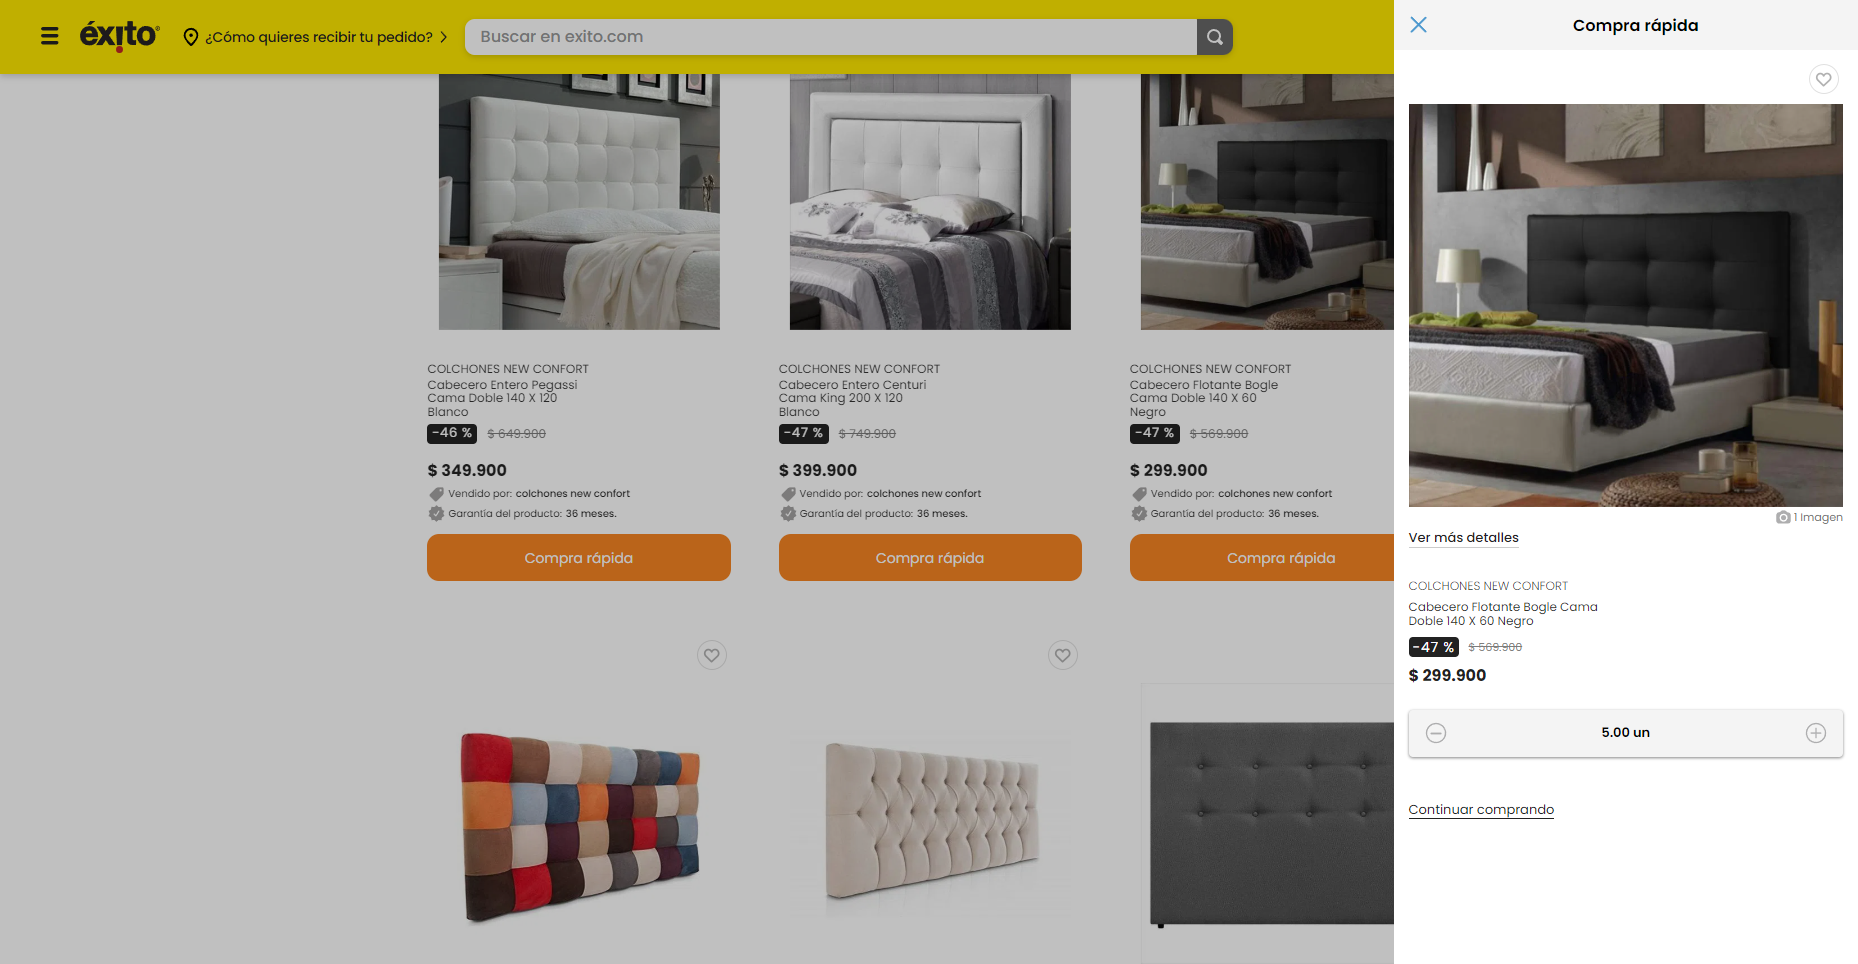 éxito
¿Cómo quieres recibir tu pedido?
Buscar en exito.com
Compra rápida
COLCHONES NEW CONFORT
Cabecero Entero Pegassi
Cama Doble 140 X 120
Blanco
-46 % $ 649.900
$ 349.900
Vendido por: colchones new confort
Garantía del producto: 36 meses.
Compra rápida
COLCHONES NEW CONFORT
Cabecero Entero Centuri
Cama King 200 X 120
Blanco
-47 % $ 749.900
$ 399.900
Vendido por: colchones new confort
Garantía del producto: 36 meses.
Compra rápida
COLCHONES NEW CONFORT
Cabecero Flotante Bogle
Cama Doble 140 X 60
Negro
-47 % $ 569.900
$ 299.900
Vendido por: colchones new confort
Garantía del producto: 36 meses.
Compra rápida
1 Imagen
Ver más detalles
COLCHONES NEW CONFORT
Cabecero Flotante Bogle Cama
Doble 140 X 60 Negro
-47 % $ 569.900
$ 299.900
5.00 un
Continuar comprando